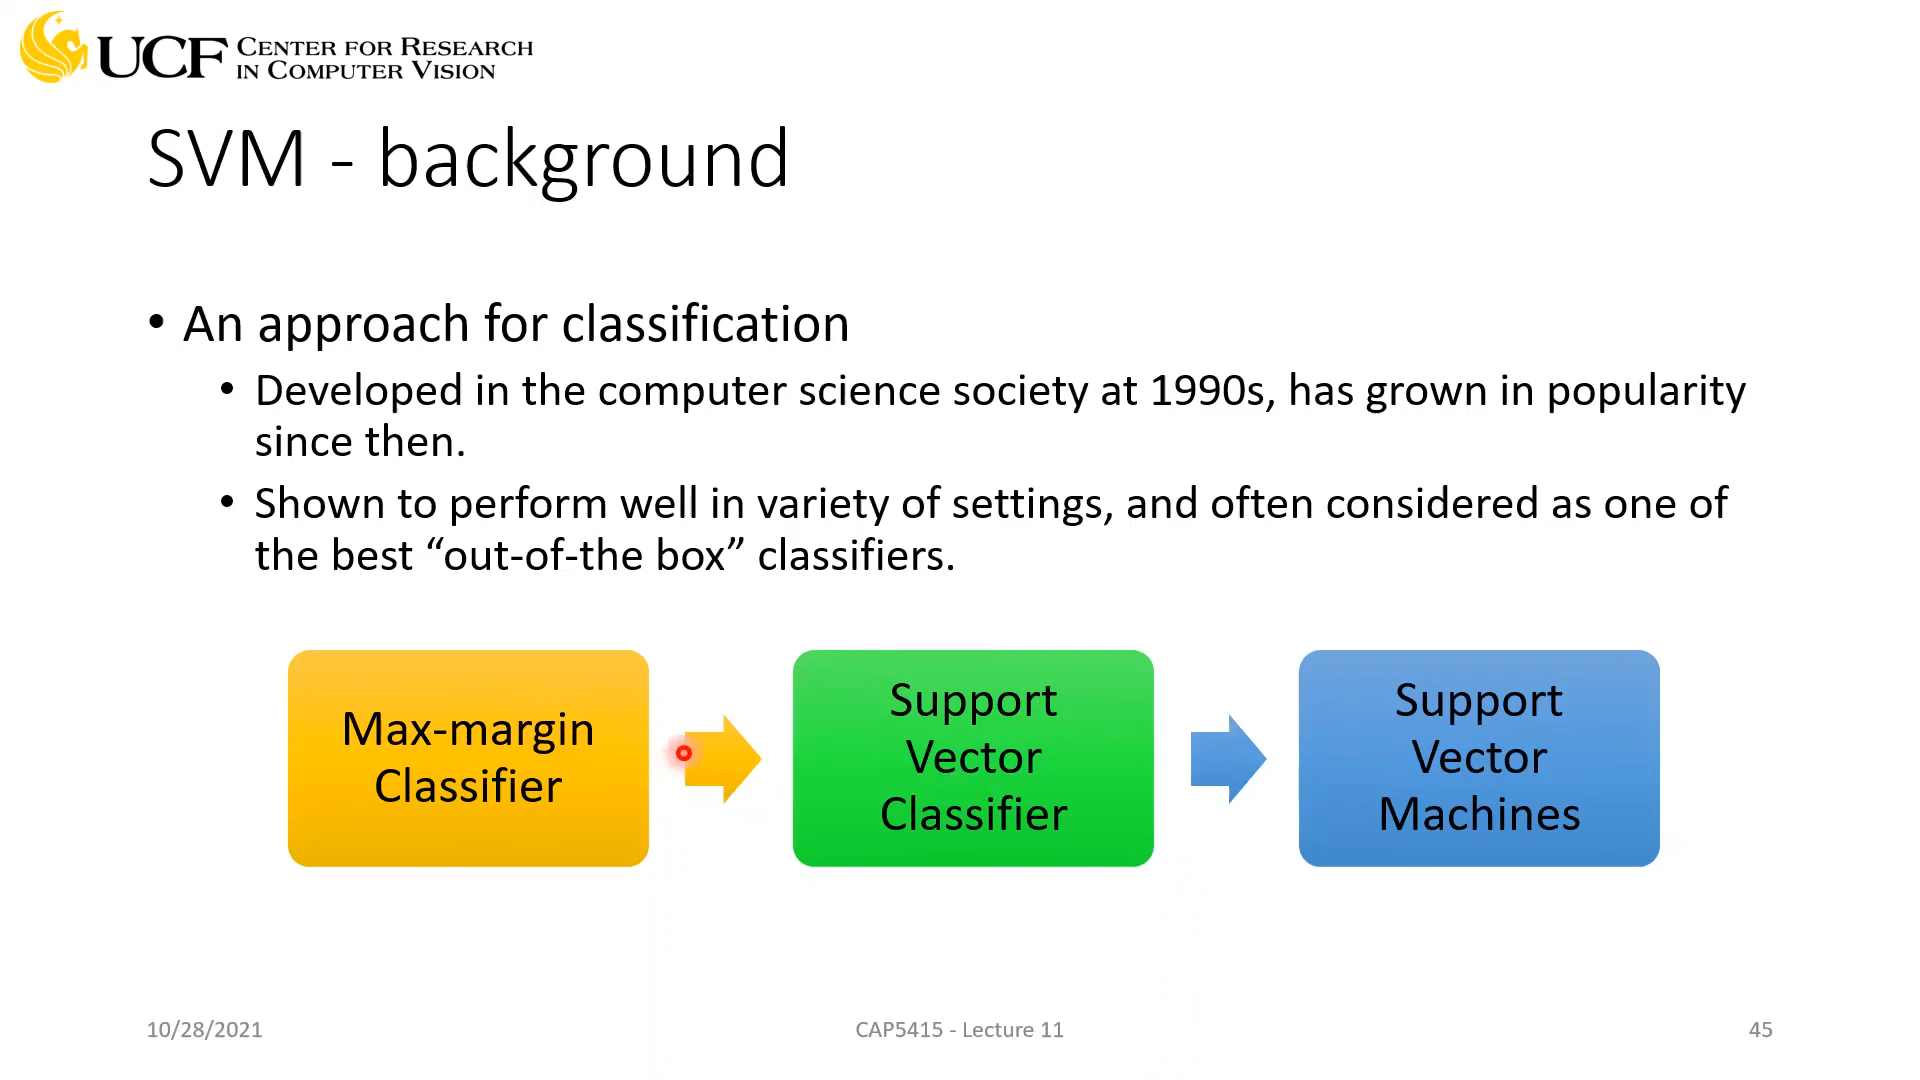 UCF CENTER FOR RESEARCH
IN COMPUTER VISION
SVM - background
• An approach for classification
• Developed in the computer science society at 1990s, has grown in popularity
since then.
• Shown to perform well in variety of settings, and often considered as one of
the best “out-of-the box” classifiers.
Max-margin
Classifier
Support
Vector
Classifier
Support
Vector
Machines
10/28/2021
CAP5415 - Lecture 11
45